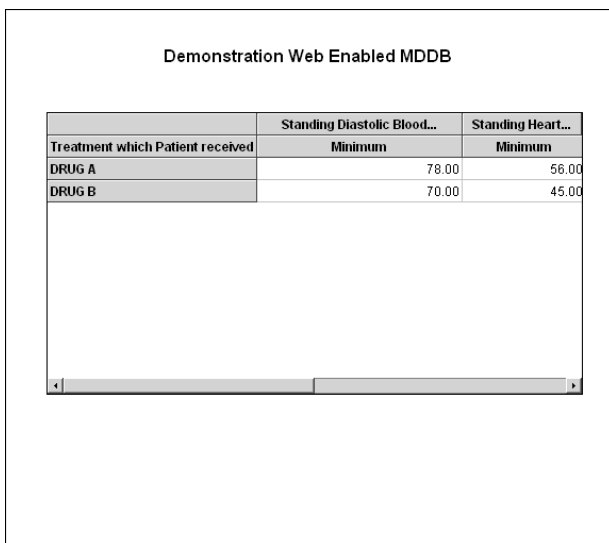 Demonstration Web Enabled MDDB
Standing Diastolic Blood... Standing Heart...
Treatment which Patient received Minimum Minimum
DRUG A 78.00 56.00
DRUG B 70.00 45.00